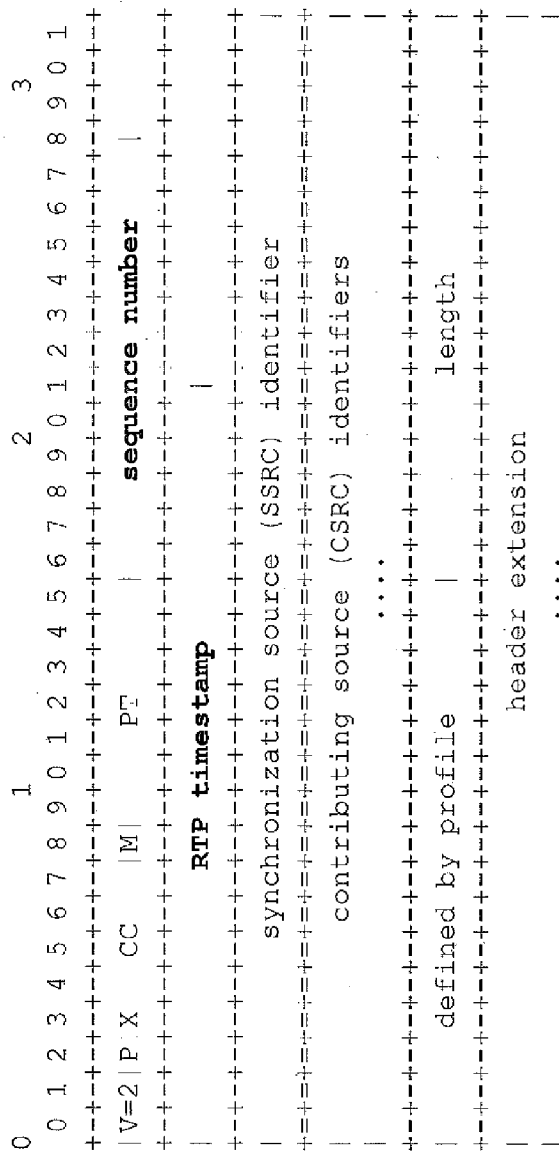 0                   1                   2                   3
0 1 2 3 4 5 6 7 8 9 0 1 2 3 4 5 6 7 8 9 0 1 2 3 4 5 6 7 8 9 0 1
+-+-+-+-+-+-+-+-+-+-+-+-+-+-+-+-+-+-+-+-+-+-+-+-+-+-+-+-+-+-+-+-+
|V=2|P X CC |M| PT | sequence number |
+-+-+-+-+-+-+-+-+-+-+-+-+-+-+-+-+-+-+-+-+-+-+-+-+-+-+-+-+-+-+-+-+
| RTP timestamp |
+-+-+-+-+-+-+-+-+-+-+-+-+-+-+-+-+-+-+-+-+-+-+-+-+-+-+-+-+-+-+-+-+
| synchronization source (SSRC) identifier |
+=+=+=+=+=+=+=+=+=+=+=+=+=+=+=+=+=+=+=+=+=+=+=+=+=+=+=+=+=+=+=+=+
| contributing source (CSRC) identifiers |
| .... |
+-+-+-+-+-+-+-+-+-+-+-+-+-+-+-+-+-+-+-+-+-+-+-+-+-+-+-+-+-+-+-+-+
| defined by profile | length |
+-+-+-+-+-+-+-+-+-+-+-+-+-+-+-+-+-+-+-+-+-+-+-+-+-+-+-+-+-+-+-+-+
| header extension |
| .... |